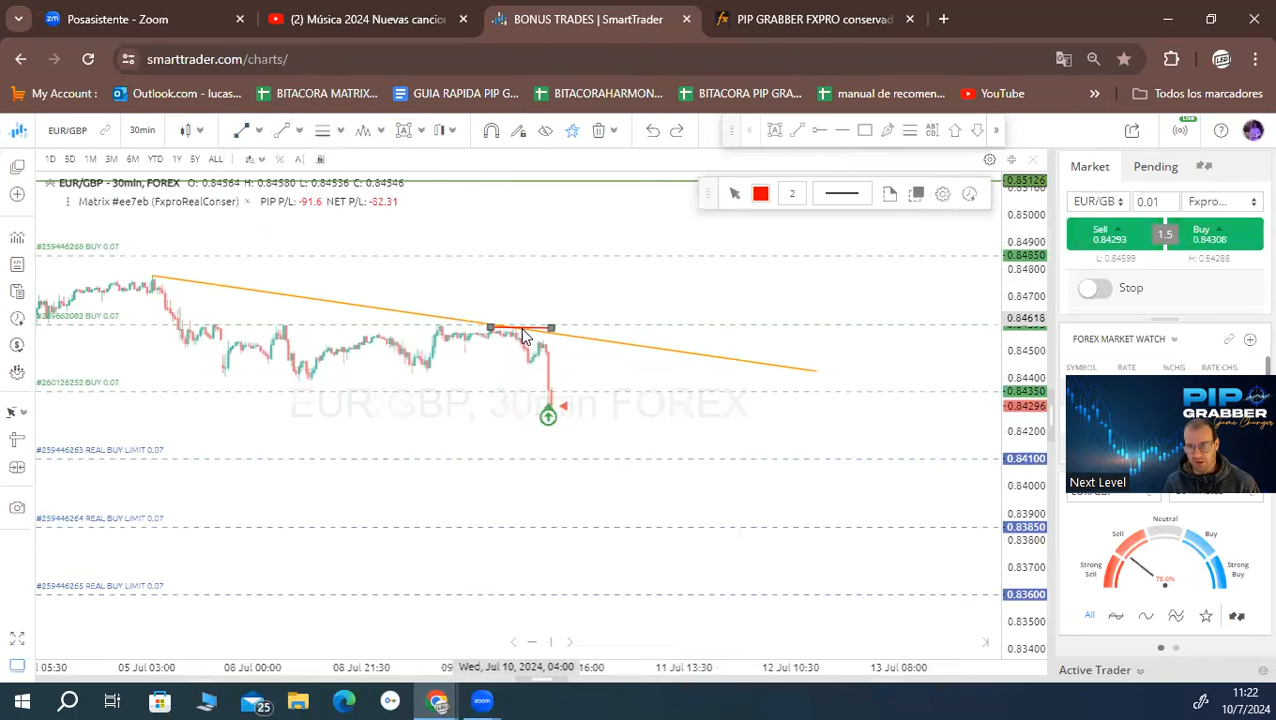 Posasistente - Zoom
(2) Música 2024 Nuevas cancio
BONUS TRADES | SmartTrader
PIP GRABBER FXPRO conservad
smarttrader.com/charts/
My Account :
Outlook.com - lucas...
BITACORA MATRIX...
GUIA RAPIDA PIP G...
BITACORAHARMON...
BITACORA PIP GRA...
manual de recomen...
YouTube
Todos los marcadores
EUR/GBP
30min
LIVE
1D 5D 1M 3M 6M YTD 1Y 5Y ALL
EUR/GBP - 30min, FOREX O: 0.84564 H: 0.84580 L: 0.84536 C: 0.84546
Matrix #ee7eb (FxproRealConser) × PIP P/L: -91.6 NET P/L: -82.31
2
#259446268 BUY 0.07
#260126252 BUY 0.07
#259446263 REAL BUY LIMIT 0.07
#259446264 REAL BUY LIMIT 0.07
#259446265 REAL BUY LIMIT 0.07
EUR/GBP, 30min FOREX
0.85126
0.85000
0.84900
0.84850
0.84800
0.84700
0.84618
0.84500
0.84400
0.84350
0.84296
0.84200
0.84100
0.84000
0.83900
0.83850
0.83800
0.83700
0.83600
0.83500
0.83400
05:30
05 Jul 03:00
08 Jul 00:00
08 Jul 21:30
09
Wed, Jul 10, 2024, 04:00
16:00
11 Jul 13:30
12 Jul 10:30
13 Jul 08:00
Market
Pending
EUR/GB
0.01
Fxpro...
Sell
0.84293
1.5
Buy
0.84308
L: 0.84599
H: 0.84288
Stop
FOREX MARKET WATCH
SYMBOL RATE %CHG RATE CHG
PIP
GRABBER
Game Changer
Next Level
Neutral
Sell
Buy
Strong Sell
Strong Buy
78.6%
All
Active Trader
25
zoom
11:22
10/7/2024